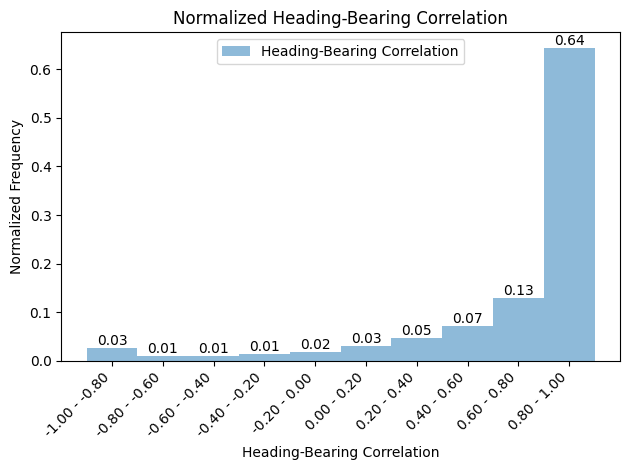 Normalized Heading-Bearing Correlation
Heading-Bearing Correlation
Normalized Frequency
0.6
0.5
0.4
0.3
0.2
0.1
0.0
0.03
0.01
0.01
0.01
0.02
0.03
0.05
0.07
0.13
0.64
-1.00 - -0.80
-0.80 - -0.60
-0.60 - -0.40
-0.40 - -0.20
-0.20 - 0.00
0.00 - 0.20
0.20 - 0.40
0.40 - 0.60
0.60 - 0.80
0.80 - 1.00
Heading-Bearing Correlation